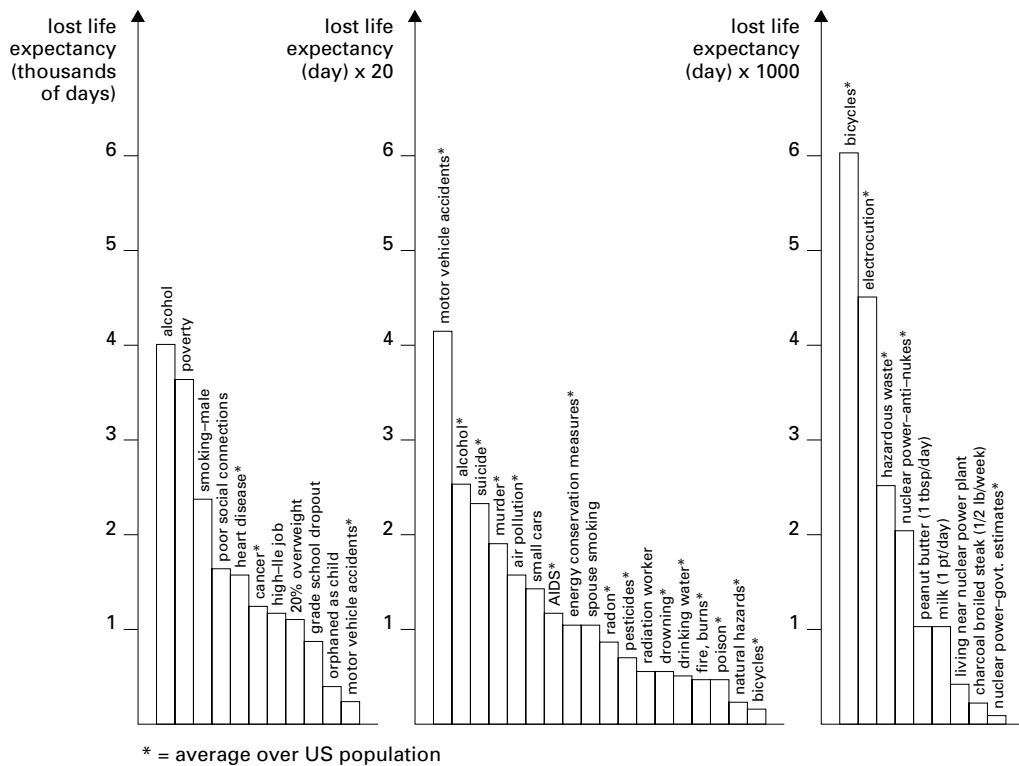 lost life
expectancy
(thousands
of days)
6
5
4
3
2
1
alcohol
poverty
smoking–male
poor social connections
heart disease*
cancer*
high–lle job
20% overweight
grade school dropout
orphaned as child
motor vehicle accidents*
lost life
expectancy
(day) x 20
6
5
4
3
2
1
motor vehicle accidents*
alcohol*
suicide*
murder*
air pollution*
small cars
AIDS*
energy conservation measures*
spouse smoking
radon*
pesticides*
radiation worker
drowning*
drinking water*
fire, burns*
poison*
natural hazards*
bicycles*
lost life
expectancy
(day) x 1000
6
5
4
3
2
1
bicycles*
electrocution*
hazardous waste*
nuclear power–anti–nukes*
peanut butter (1 tbsp/day)
milk (1 pt/day)
living near nuclear power plant
charcoal broiled steak (1/2 lb/week)
nuclear power–govt. estimates*
* = average over US population